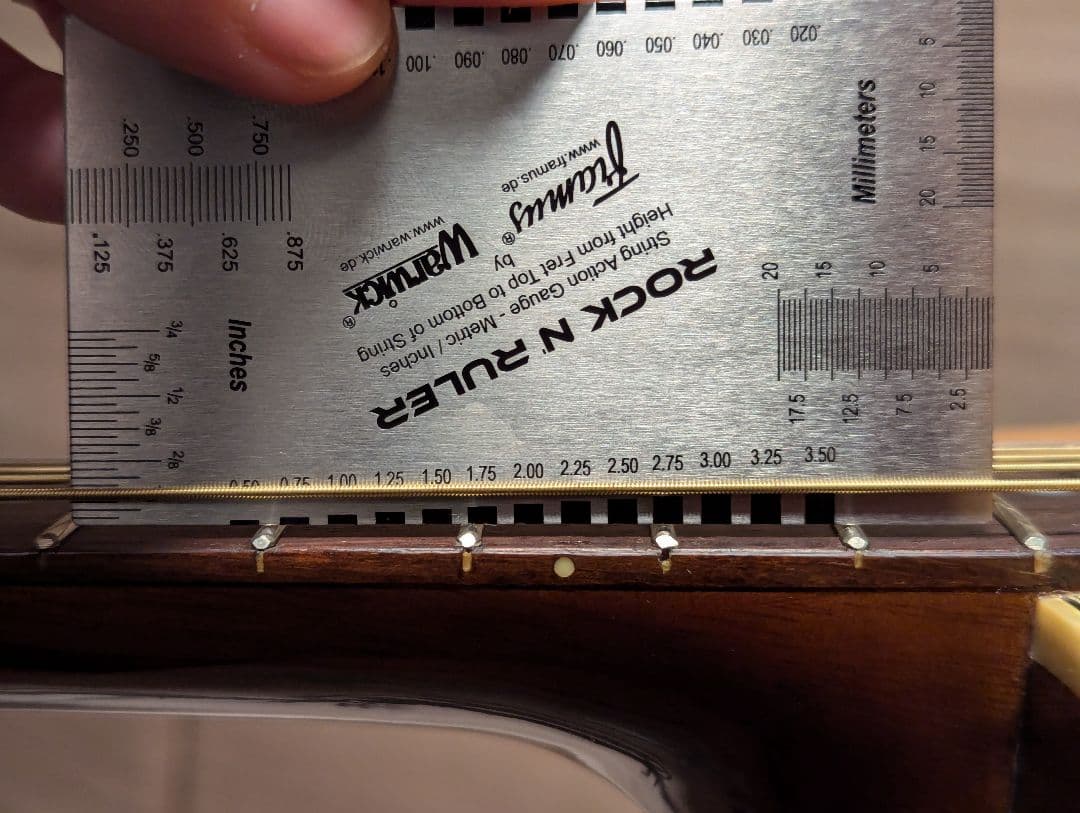 .020 .030 .040 .050 .060 .070 .080 .090 .100
Millimeters
5 10 15 20
.250 .500 .750
.125 .375 .625 .875
Inches
3/4 5/8 1/2 3/8 2/8
ROCK N' RULER
String Action Gauge - Metric / Inches
Height from Fret Top to Bottom of String
by
Warwick®
www.warwick.de
Framus®
www.framus.de
20 15 10 5
17.5 12.5 7.5 2.5
0.50 0.75 1.00 1.25 1.50 1.75 2.00 2.25 2.50 2.75 3.00 3.25 3.50